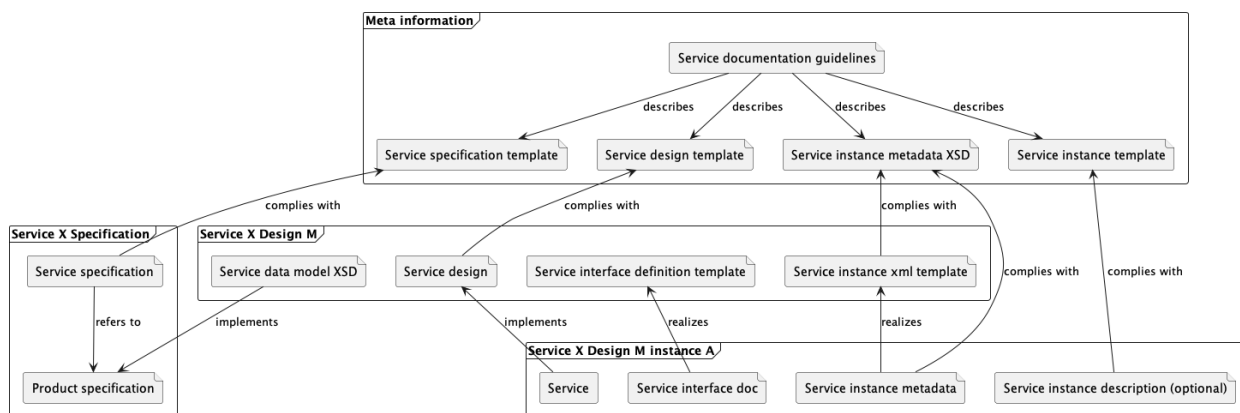 Meta information
Service documentation guidelines
describes
describes
describes
describes
Service specification template
Service design template
Service instance metadata XSD
Service instance template
complies with
complies with
complies with
Service X Specification
Service X Design M
Service specification
Service data model XSD
Service design
Service interface definition template
Service instance xml template
complies with
complies with
refers to
implements
implements
realizes
realizes
Service X Design M instance A
Product specification
Service
Service interface doc
Service instance metadata
Service instance description (optional)